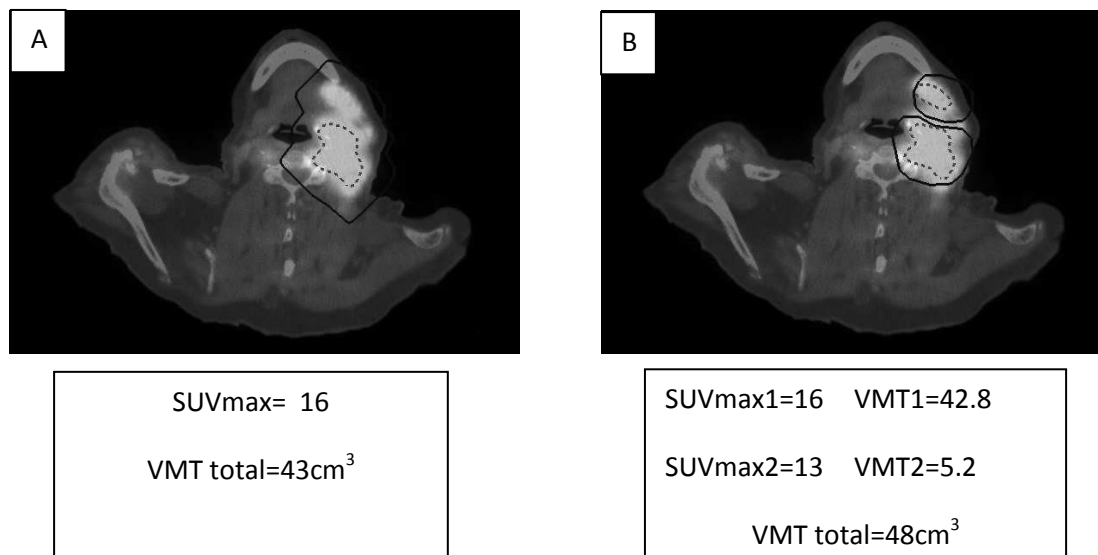 A
B
SUVmax= 16
VMT total=43cm³
SUVmax1=16 VMT1=42.8
SUVmax2=13 VMT2=5.2
VMT total=48cm³